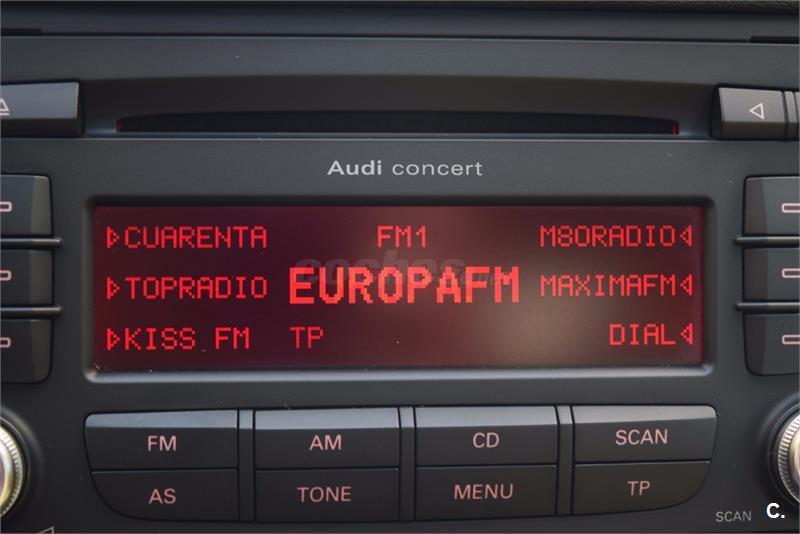 Audi concert
CUARENTA FM1 M80RADIO
TOPRADIO EUROPAFM MAXIMAFM
KISS FM TP DIAL
FM AM CD SCAN
AS TONE MENU TP
SCAN
C.